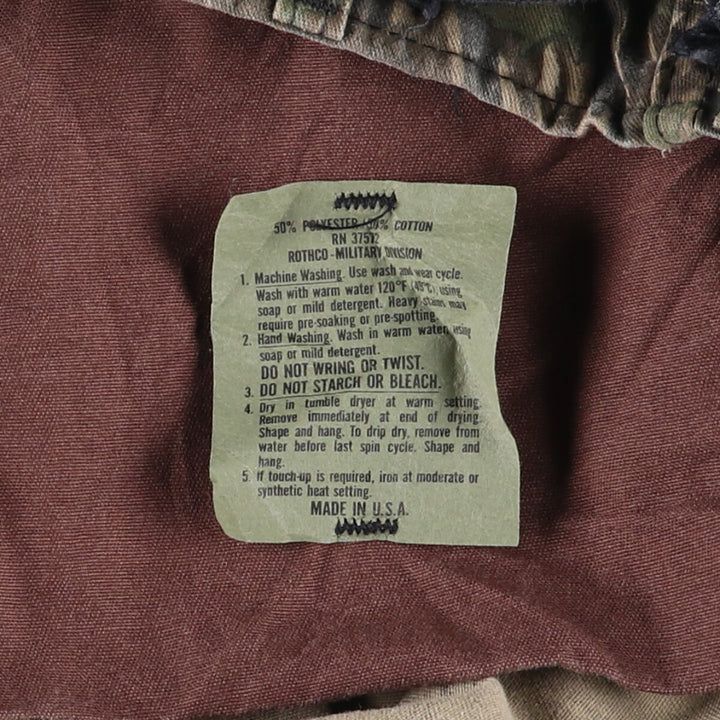 50% POLYESTER / 50% COTTON
RN 37572
ROTHCO-MILITARY DIVISION
1. Machine Washing. Use wash and wear cycle.
Wash with warm water 120°F (49°C), using
soap or mild detergent. Heavy stains may
require pre-soaking or pre-spotting.
2. Hand Washing. Wash in warm water using
soap or mild detergent.
DO NOT WRING OR TWIST.
3. DO NOT STARCH OR BLEACH.
4. Dry in tumble dryer at warm setting.
Remove immediately at end of drying
Shape and hang. To drip dry, remove from
water before last spin cycle. Shape and
hang.
5. If touch-up is required, iron at moderate or
synthetic heat setting.
MADE IN U.S.A.